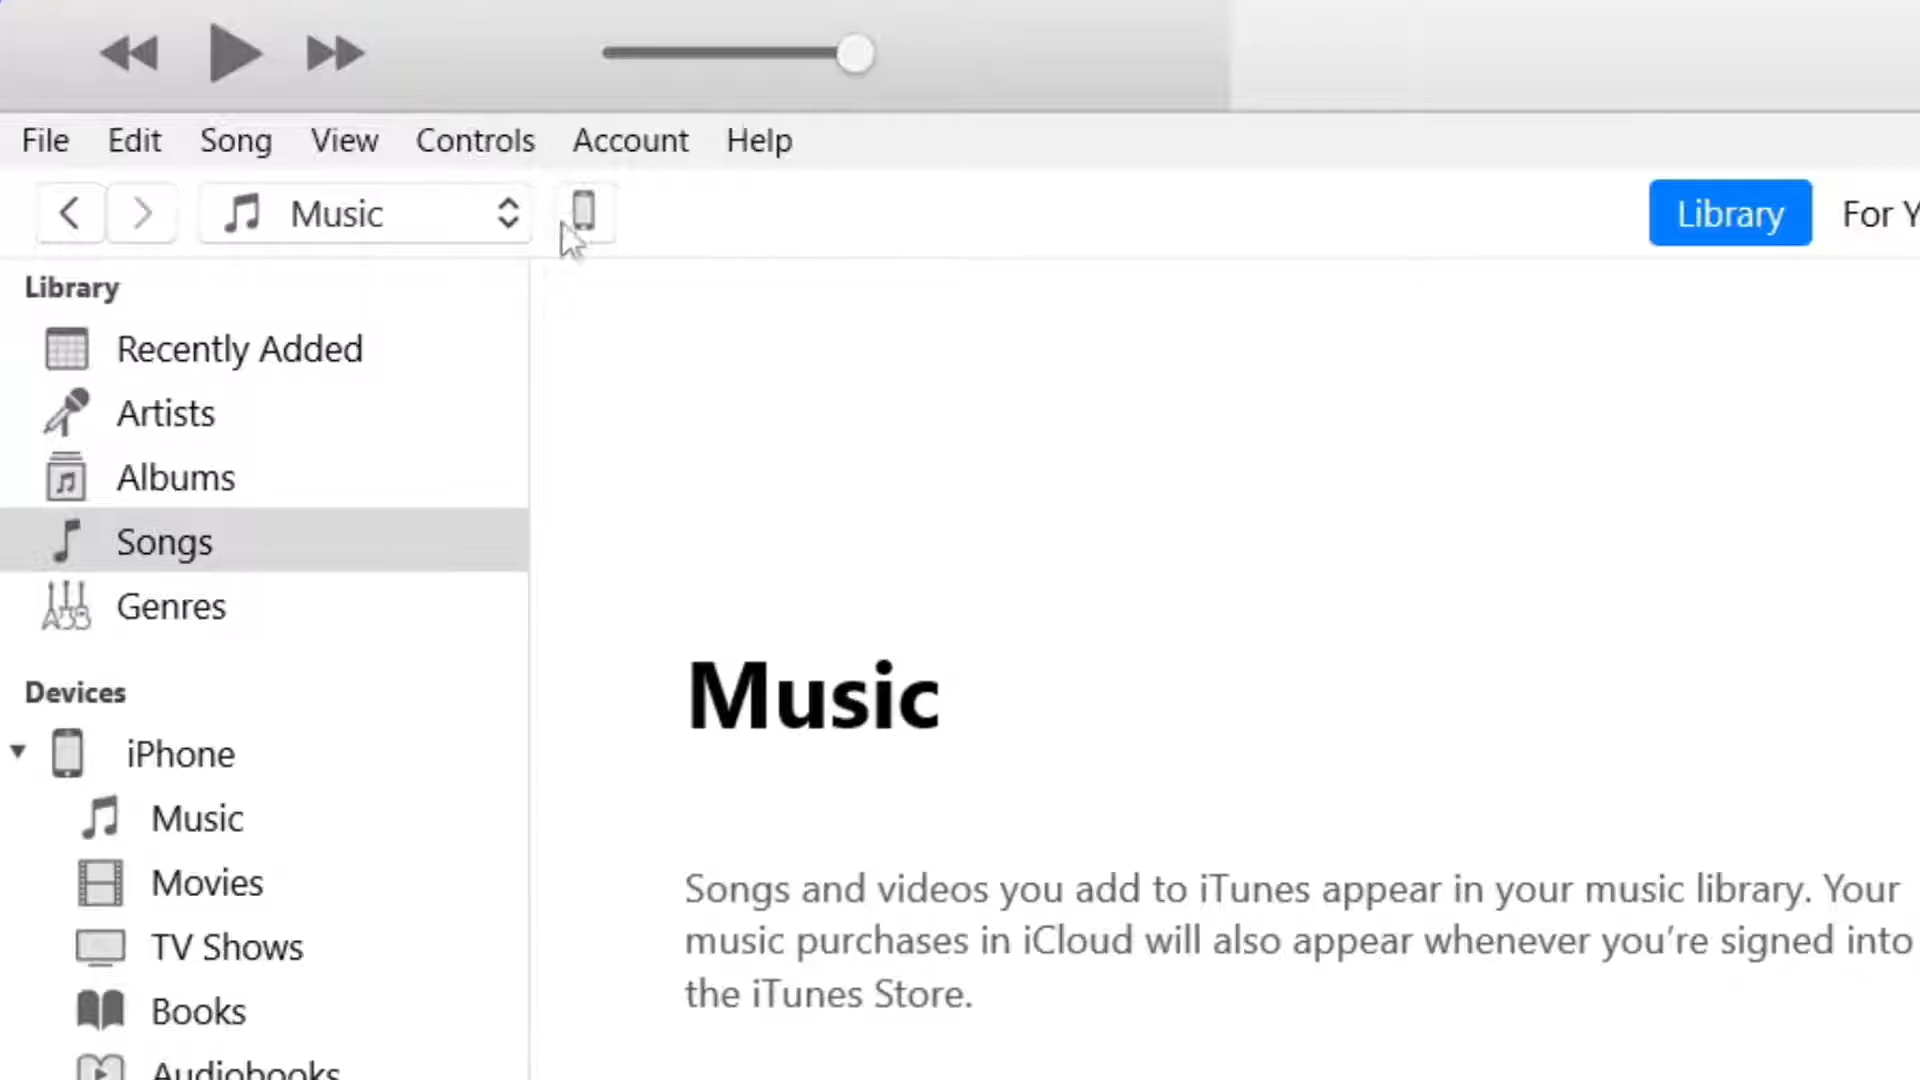 File Edit Song View Controls Account Help
Music
Library For Y
Library
Recently Added
Artists
Albums
Songs
Genres
Devices
iPhone
Music
Movies
TV Shows
Books
Audiobooks
Music
Songs and videos you add to iTunes appear in your music library. Your
music purchases in iCloud will also appear whenever you’re signed into
the iTunes Store.